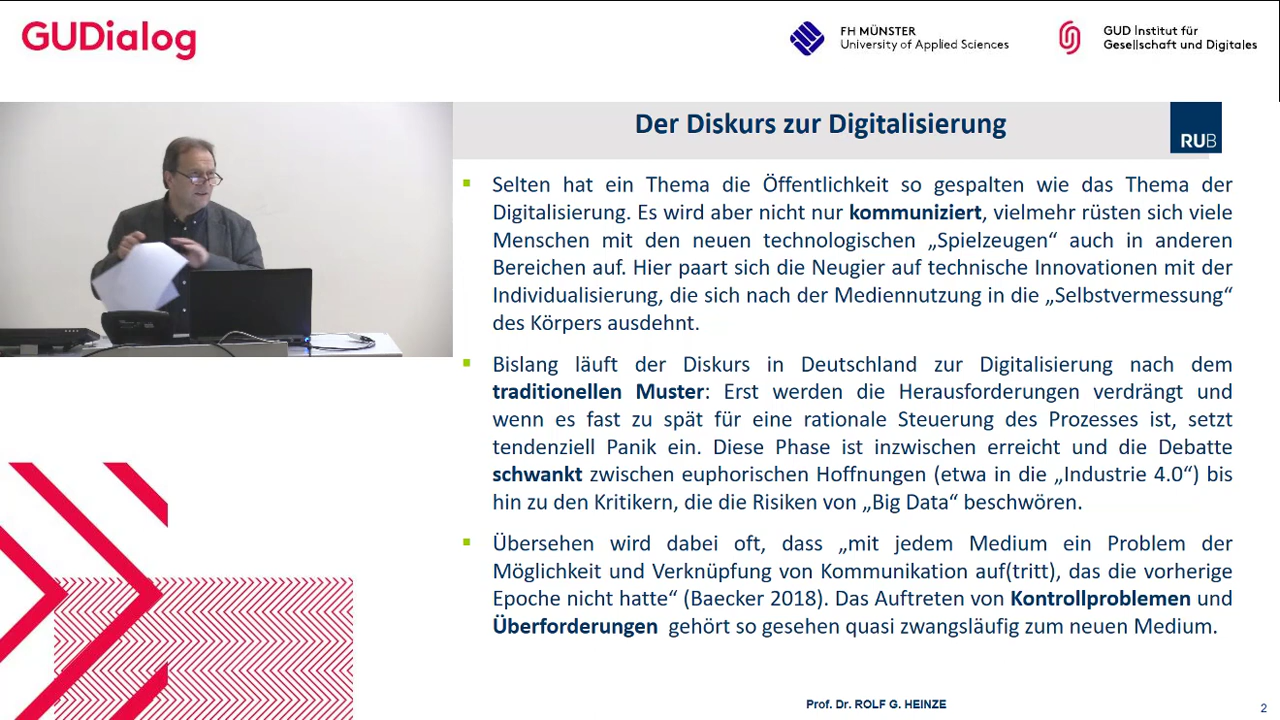 GUDialog
FH MÜNSTER
University of Applied Sciences
GUD Institut für
Gesellschaft und Digitales
Der Diskurs zur Digitalisierung
RUB
Selten hat ein Thema die Öffentlichkeit so gespalten wie das Thema der
Digitalisierung. Es wird aber nicht nur kommuniziert, vielmehr rüsten sich viele
Menschen mit den neuen technologischen „Spielzeugen“ auch in anderen
Bereichen auf. Hier paart sich die Neugier auf technische Innovationen mit der
Individualisierung, die sich nach der Mediennutzung in die „Selbstvermessung“
des Körpers ausdehnt.
Bislang läuft der Diskurs in Deutschland zur Digitalisierung nach dem
traditionellen Muster: Erst werden die Herausforderungen verdrängt und
wenn es fast zu spät für eine rationale Steuerung des Prozesses ist, setzt
tendenziell Panik ein. Diese Phase ist inzwischen erreicht und die Debatte
schwankt zwischen euphorischen Hoffnungen (etwa in die „Industrie 4.0“) bis
hin zu den Kritikern, die die Risiken von „Big Data“ beschwören.
Übersehen wird dabei oft, dass „mit jedem Medium ein Problem der
Möglichkeit und Verknüpfung von Kommunikation auf(tritt), das die vorherige
Epoche nicht hatte“ (Baecker 2018). Das Auftreten von Kontrollproblemen und
Überforderungen gehört so gesehen quasi zwangsläufig zum neuen Medium.
Prof. Dr. ROLF G. HEINZE
2